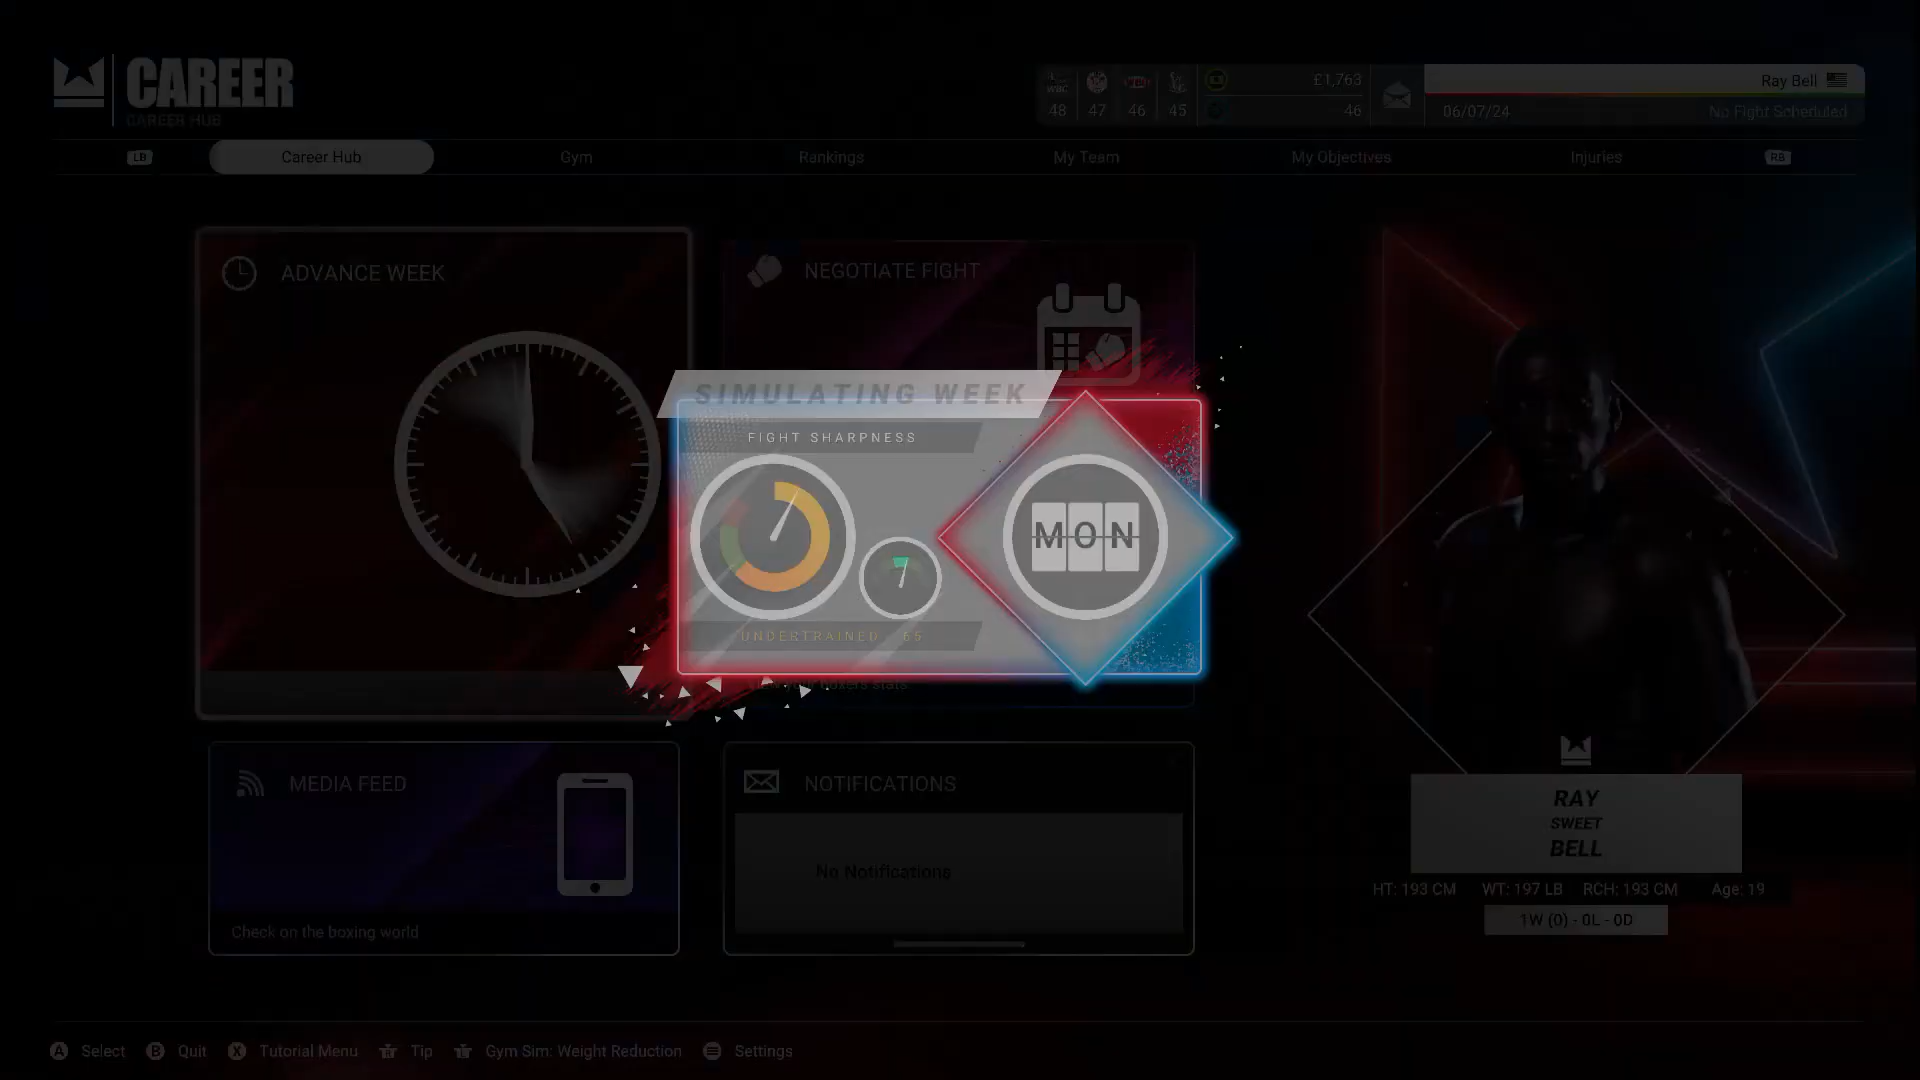 CAREER
CAREER HUB
WBC
48
47
46
45
£1,763
46
Ray Bell
06/07/24
No Fight Scheduled
LB
Career Hub
Gym
Rankings
My Team
My Objectives
Injuries
RB
ADVANCE WEEK
NEGOTIATE FIGHT
SIMULATING WEEK
FIGHT SHARPNESS
MON
UNDERTRAINED 65
boxers stats
MEDIA FEED
Check on the boxing world
NOTIFICATIONS
No Notifications
RAY
SWEET
BELL
HT: 193 CM WT: 197 LB RCH: 193 CM Age: 19
1W (0) - 0L - 0D
A Select B Quit X Tutorial Menu Tip Gym Sim: Weight Reduction Settings